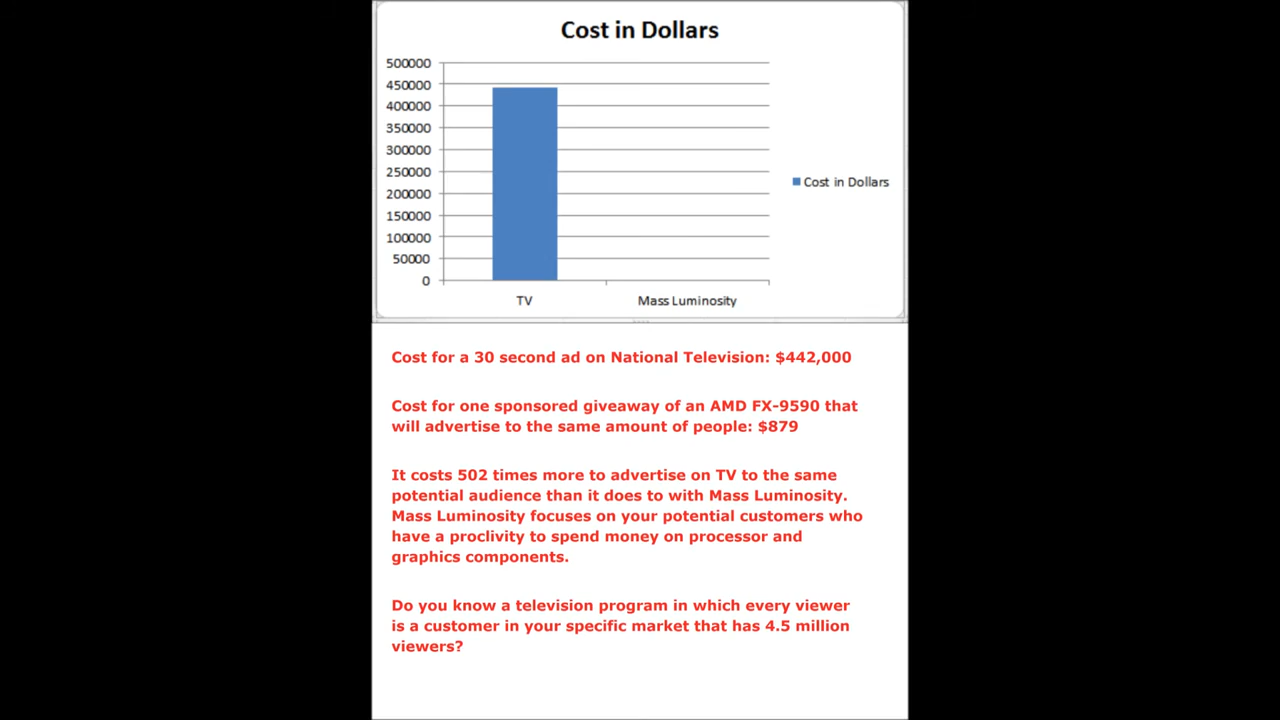 Cost in Dollars
500000
450000
400000
350000
300000
250000
200000
150000
100000
50000
0
Cost in Dollars
TV
Mass Luminosity
Cost for a 30 second ad on National Television: $442,000
Cost for one sponsored giveaway of an AMD FX-9590 that
will advertise to the same amount of people: $879
It costs 502 times more to advertise on TV to the same
potential audience than it does to with Mass Luminosity.
Mass Luminosity focuses on your potential customers who
have a proclivity to spend money on processor and
graphics components.
Do you know a television program in which every viewer
is a customer in your specific market that has 4.5 million
viewers?